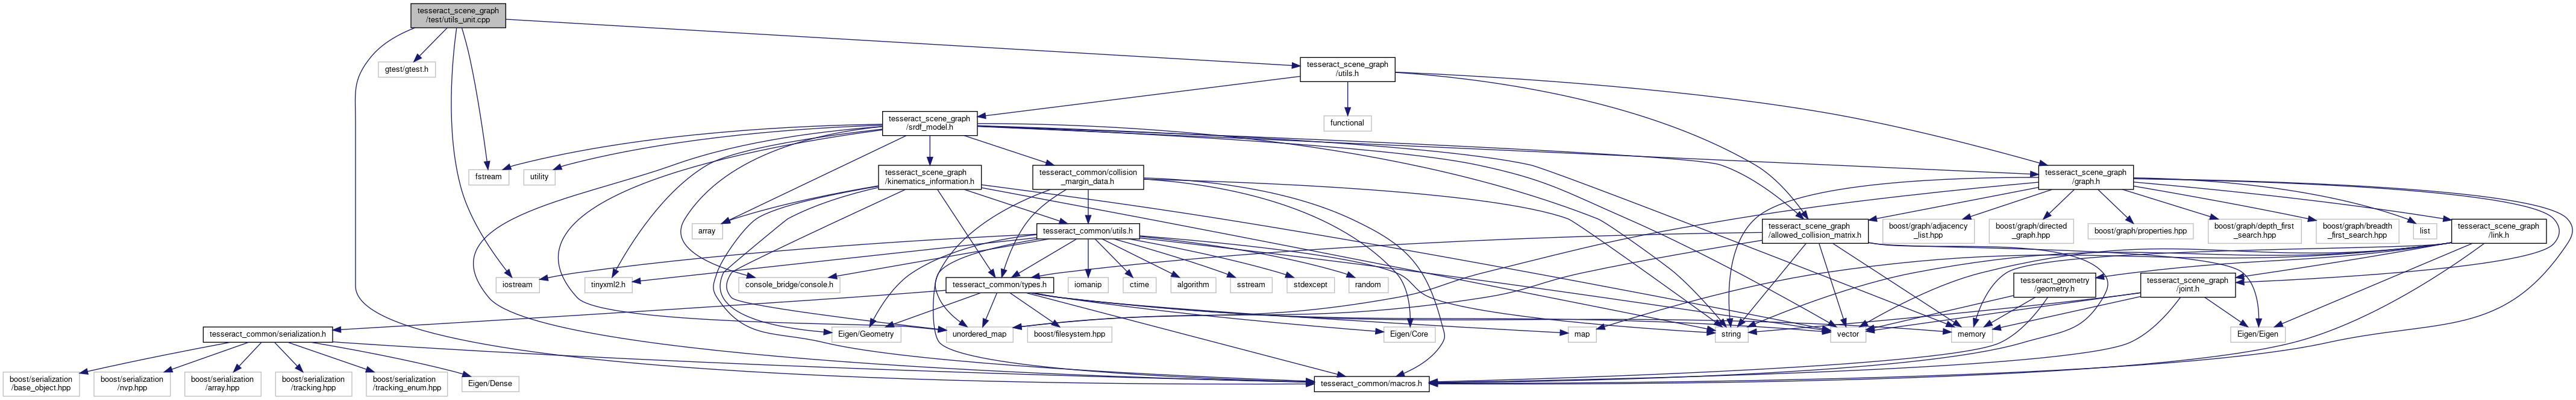 tesseract_scene_graph
/test/utils_unit.cpp
gtest/gtest.h
tesseract_scene_graph
/utils.h
tesseract_scene_graph
/srdf_model.h
functional
fstream
utility
tesseract_scene_graph
/kinematics_information.h
tesseract_common/collision
_margin_data.h
tesseract_scene_graph
/graph.h
array
tesseract_common/utils.h
tesseract_scene_graph
/allowed_collision_matrix.h
boost/graph/adjacency
_list.hpp
boost/graph/directed
_graph.hpp
boost/graph/properties.hpp
boost/graph/depth_first
_search.hpp
boost/graph/breadth
_first_search.hpp
list
tesseract_scene_graph
/link.h
iostream
tinyxml2.h
console_bridge/console.h
tesseract_common/types.h
iomanip
ctime
algorithm
sstream
stdexcept
random
tesseract_geometry
/geometry.h
tesseract_scene_graph
/joint.h
tesseract_common/serialization.h
Eigen/Geometry
unordered_map
boost/filesystem.hpp
Eigen/Core
map
string
vector
memory
Eigen/Eigen
boost/serialization
/base_object.hpp
boost/serialization
/nvp.hpp
boost/serialization
/array.hpp
boost/serialization
/tracking.hpp
boost/serialization
/tracking_enum.hpp
Eigen/Dense
tesseract_common/macros.h